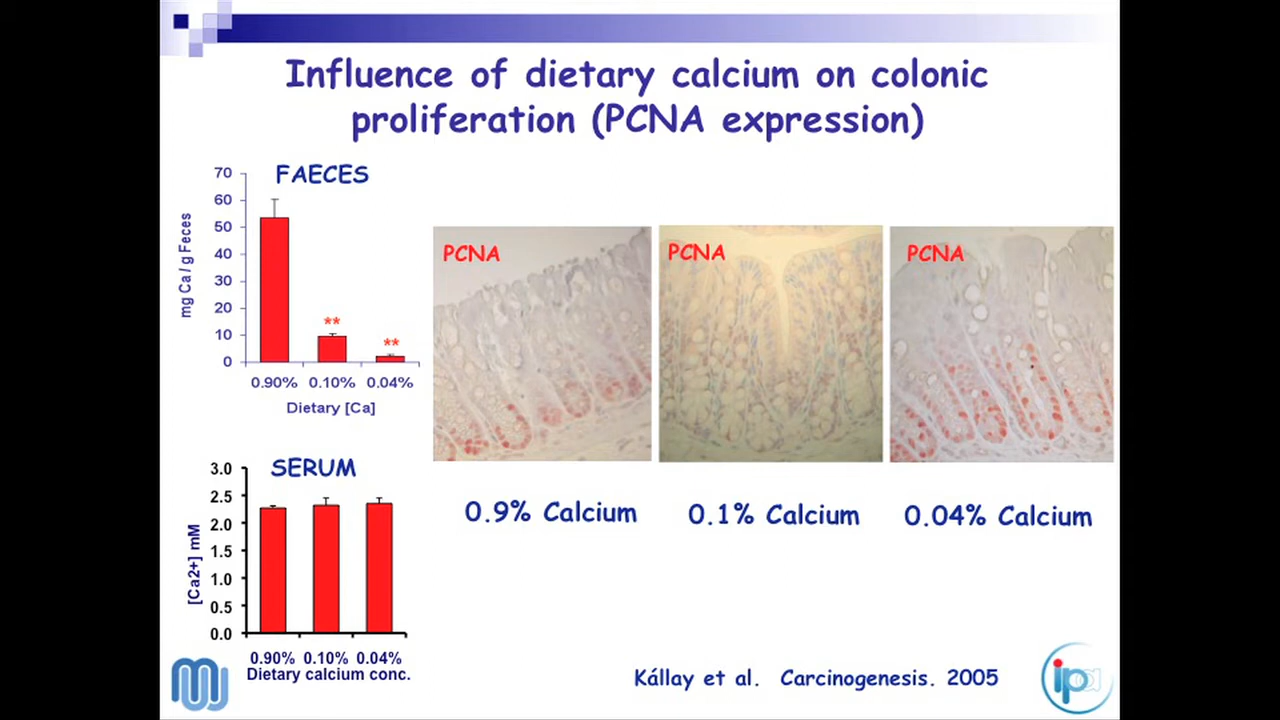 Influence of dietary calcium on colonic
proliferation (PCNA expression)
FAECES
70
60
50
40
30
20
10
0
mg Ca / g Feces
**
**
0.90% 0.10% 0.04%
Dietary [Ca]
SERUM
3.0
2.5
2.0
1.5
1.0
0.5
0.0
[Ca2+] mM
0.90% 0.10% 0.04%
Dietary calcium conc.
PCNA
PCNA
PCNA
0.9% Calcium
0.1% Calcium
0.04% Calcium
Kállay et al. Carcinogenesis. 2005